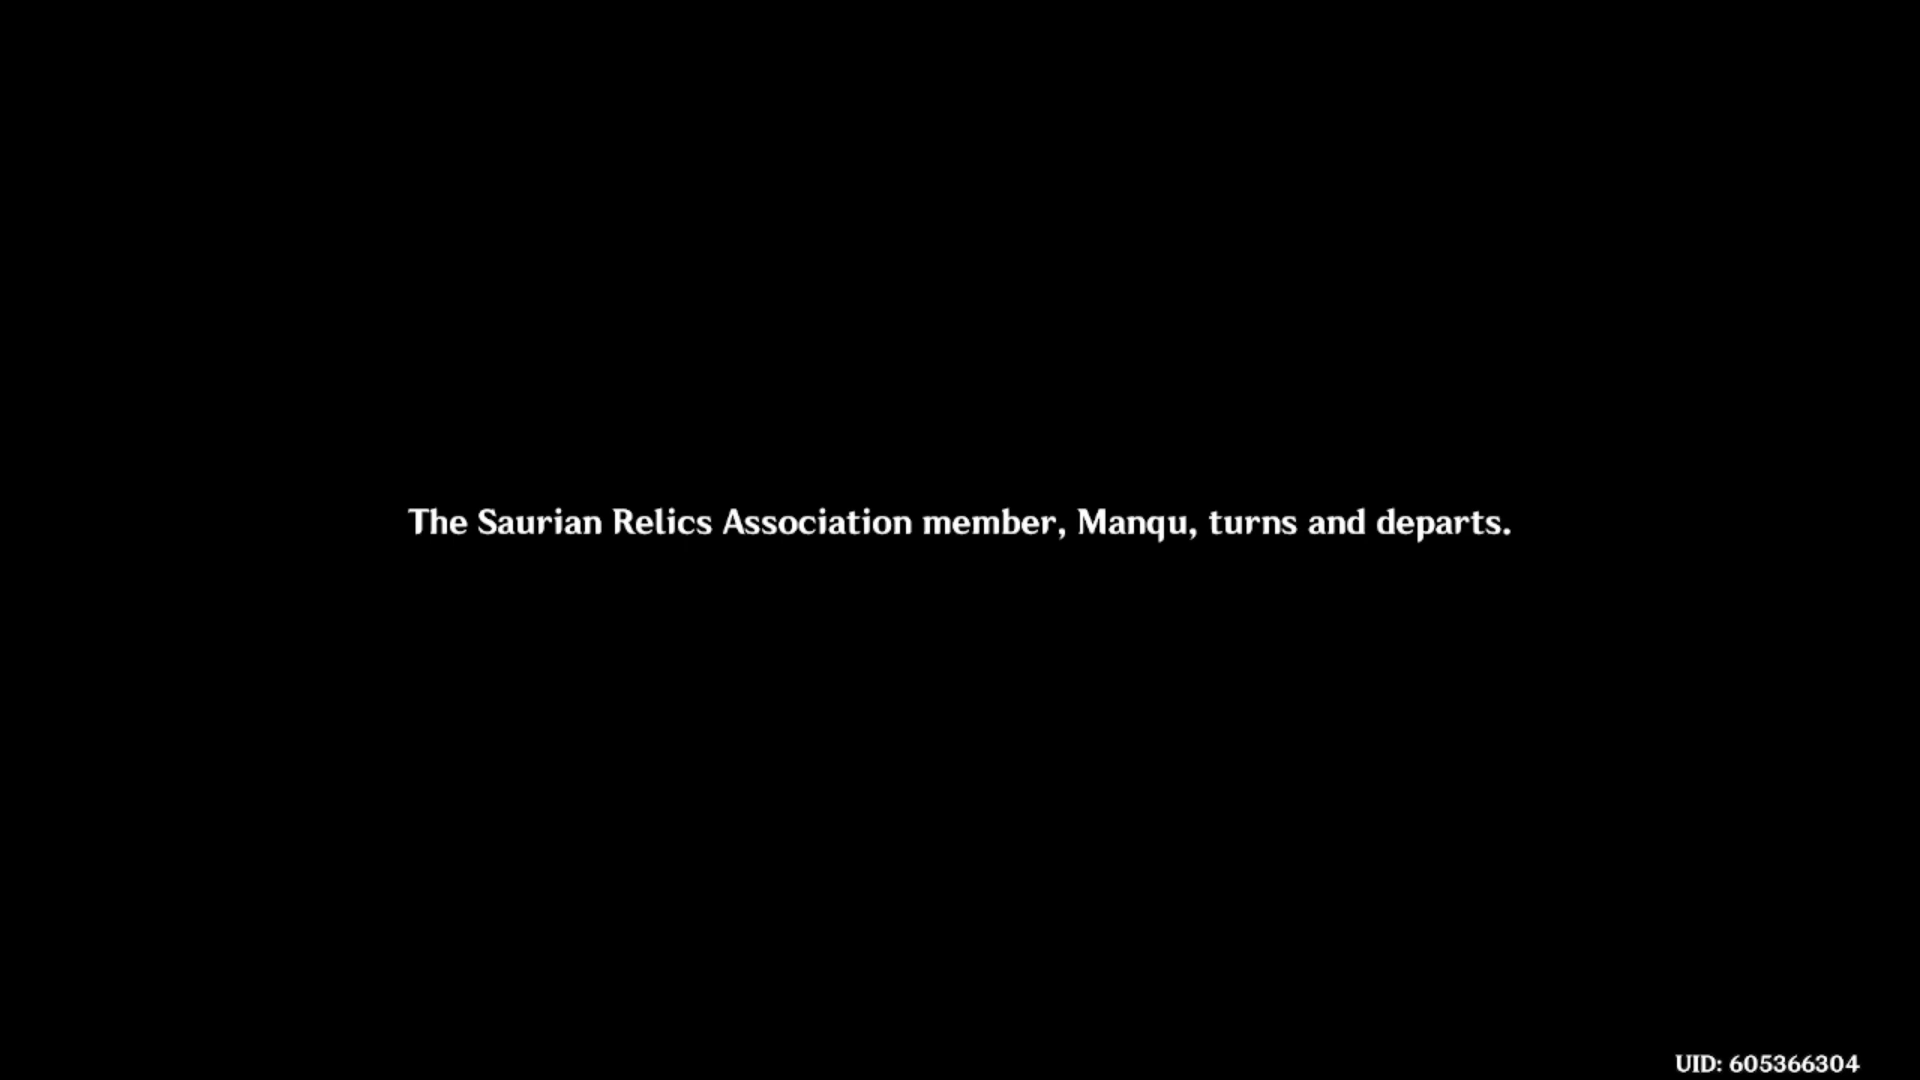 The Saurian Relics Association member, Manqu, turns and departs.
UID: 605366304